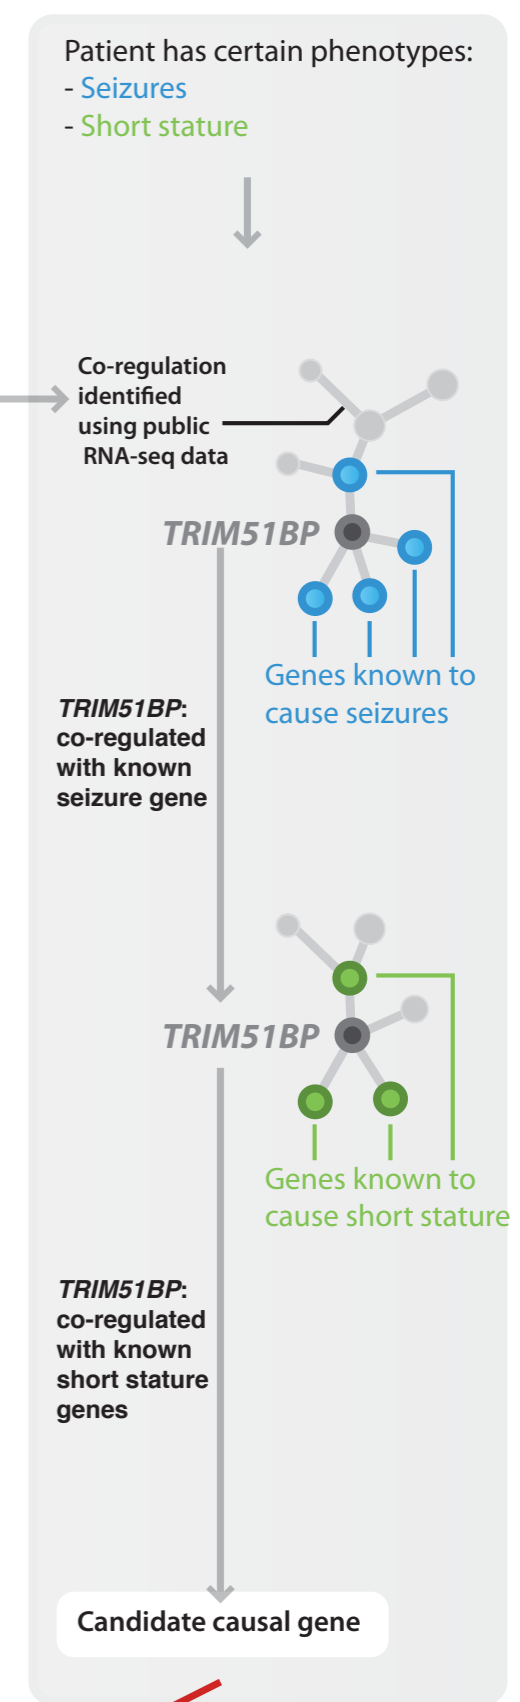 Patient has certain phenotypes:
- Seizures
- Short stature
Co-regulation
identified
using public
RNA-seq data
TRIM51BP
Genes known to
cause seizures
TRIM51BP:
co-regulated
with known
seizure gene
TRIM51BP
Genes known to
cause short stature
TRIM51BP:
co-regulated
with known
short stature
genes
Candidate causal gene